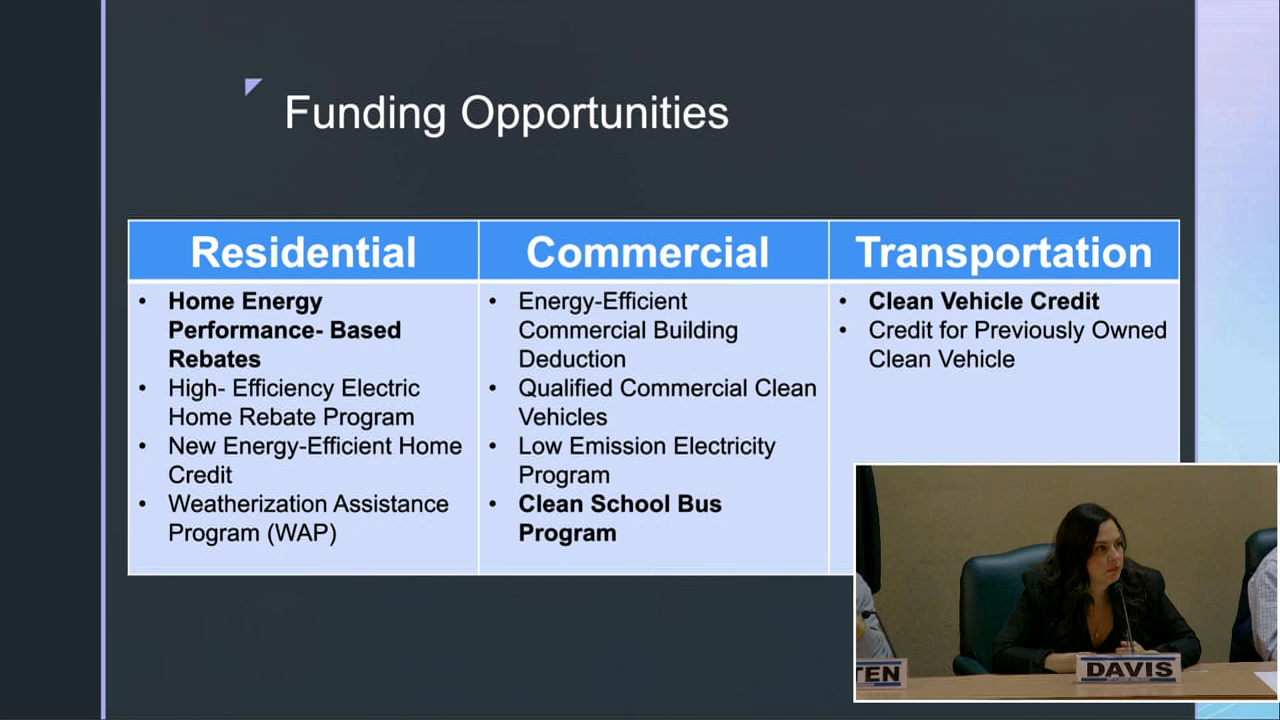 Funding Opportunities
Residential
Commercial
Transportation
• Home Energy
Performance- Based
Rebates
• High- Efficiency Electric
Home Rebate Program
• New Energy-Efficient Home
Credit
• Weatherization Assistance
Program (WAP)
• Energy-Efficient
Commercial Building
Deduction
• Qualified Commercial Clean
Vehicles
• Low Emission Electricity
Program
• Clean School Bus
Program
• Clean Vehicle Credit
• Credit for Previously Owned
Clean Vehicle
TEN
DAVIS